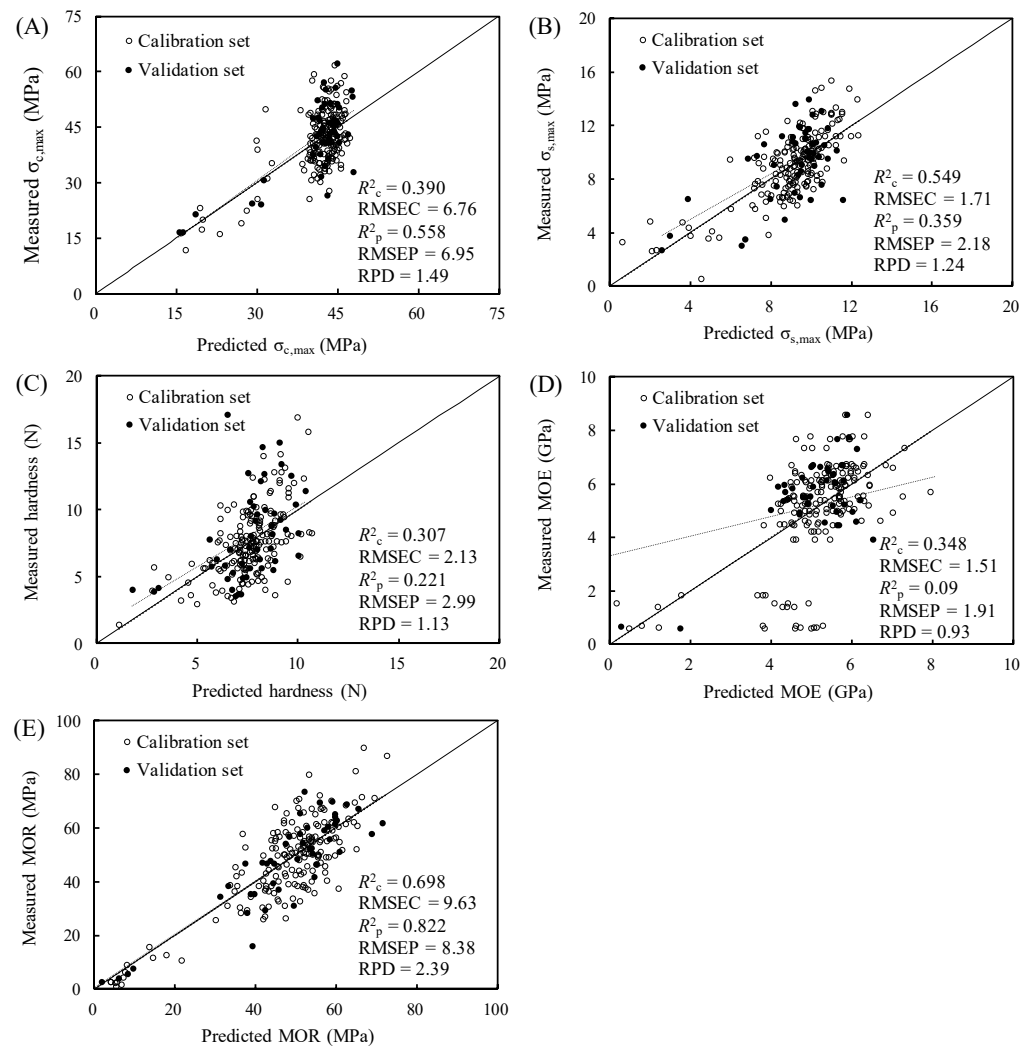 (A)
75
60
45
30
15
0
Measured σc,max (MPa)
Calibration set
Validation set
R²c = 0.390
RMSEC = 6.76
R²p = 0.558
RMSEP = 6.95
RPD = 1.49
0 15 30 45 60 75
Predicted σc,max (MPa)
(B)
20
16
12
8
4
0
Measured σs,max (MPa)
Calibration set
Validation set
R²c = 0.549
RMSEC = 1.71
R²p = 0.359
RMSEP = 2.18
RPD = 1.24
0 4 8 12 16 20
Predicted σs,max (MPa)
(C)
20
15
10
5
0
Measured hardness (N)
Calibration set
Validation set
R²c = 0.307
RMSEC = 2.13
R²p = 0.221
RMSEP = 2.99
RPD = 1.13
0 5 10 15 20
Predicted hardness (N)
(D)
10
8
6
4
2
0
Measured MOE (GPa)
Calibration set
Validation set
R²c = 0.348
RMSEC = 1.51
R²p = 0.09
RMSEP = 1.91
RPD = 0.93
0 2 4 6 8 10
Predicted MOE (GPa)
(E)
100
80
60
40
20
0
Measured MOR (MPa)
Calibration set
Validation set
R²c = 0.698
RMSEC = 9.63
R²p = 0.822
RMSEP = 8.38
RPD = 2.39
0 20 40 60 80 100
Predicted MOR (MPa)